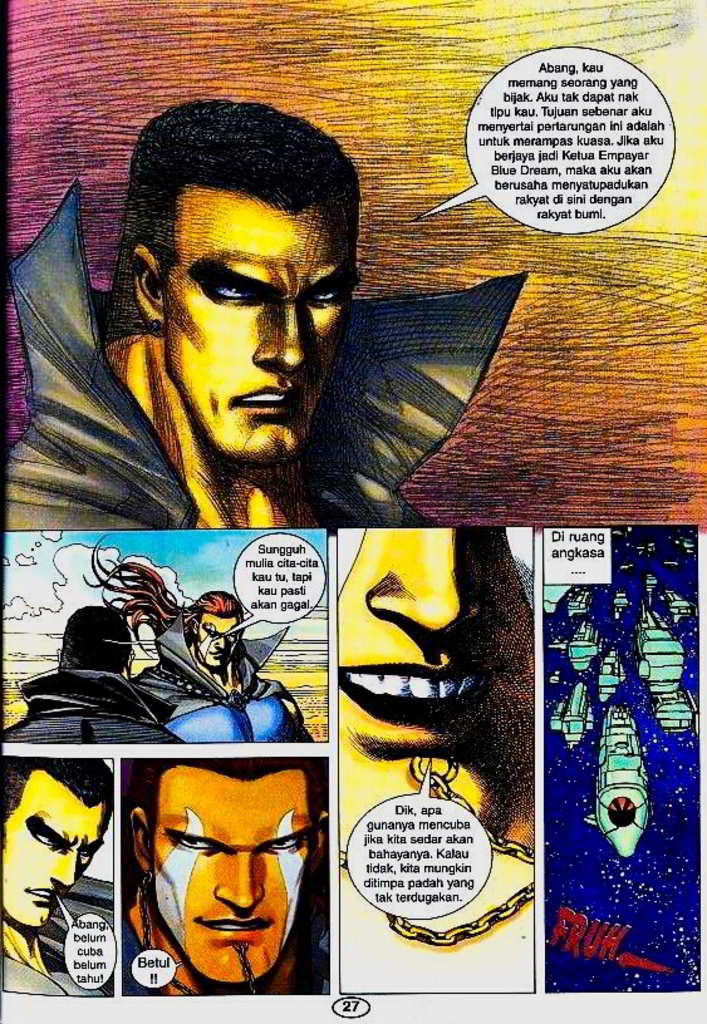 Abang, kau
memang seorang yang
bijak. Aku tak dapat nak
tipu kau. Tujuan sebenar aku
menyertai pertarungan ini adalah
untuk merampas kuasa. Jika aku
berjaya jadi Ketua Empayar
Blue Dream, maka aku akan
berusaha menyatupadukan
rakyat di sini dengan
rakyat bumi.
Sungguh
mulia cita-cita
kau tu, tapi
kau pasti
akan gagal.
Abang,
belum
cuba
belum
tahu!
Betul
!!
Dik, apa
gunanya mencuba
jika kita sedar akan
bahayanya. Kalau
tidak, kita mungkin
ditimpa padah yang
tak terdugakan.
Di ruang
angkasa
....
FRUH
27